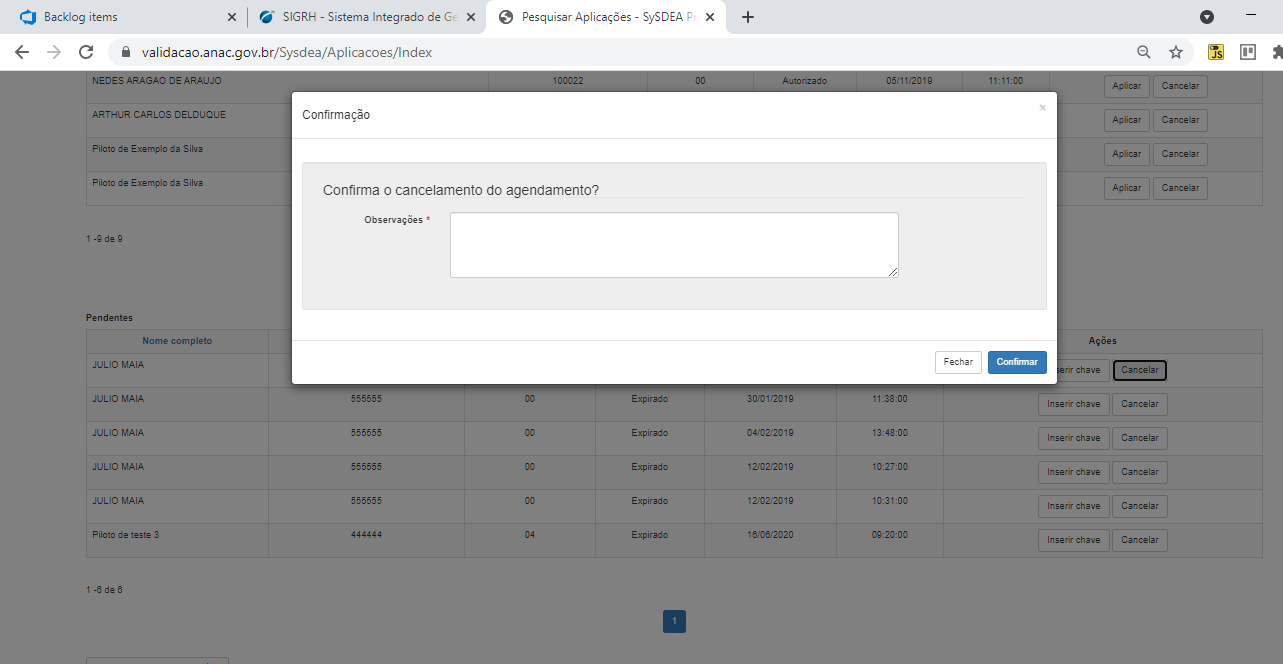 Backlog items
SIGRH - Sistema Integrado de Ge
Pesquisar Aplicações - SySDEA Pr
validacao.anac.gov.br/Sysdea/Aplicacoes/Index
JS
NEDES ARAGAO DE ARAUJO 100022 00 Autorizado 05/11/2019 11:11:00 Aplicar Cancelar
ARTHUR CARLOS DELDUQUE Aplicar Cancelar
Piloto de Exemplo da Silva Aplicar Cancelar
Piloto de Exemplo da Silva Aplicar Cancelar
1 -9 de 9
Confirmação ×
Confirma o cancelamento do agendamento?
Observações *
Fechar Confirmar
Pendentes
Nome completo Ações
JULIO MAIA serir chave Cancelar
JULIO MAIA 555555 00 Expirado 30/01/2019 11:38:00 Inserir chave Cancelar
JULIO MAIA 555555 00 Expirado 04/02/2019 13:48:00 Inserir chave Cancelar
JULIO MAIA 555555 00 Expirado 12/02/2019 10:27:00 Inserir chave Cancelar
JULIO MAIA 555555 00 Expirado 12/02/2019 10:31:00 Inserir chave Cancelar
Piloto de teste 3 444444 04 Expirado 16/06/2020 09:20:00 Inserir chave Cancelar
1 -6 de 6
1